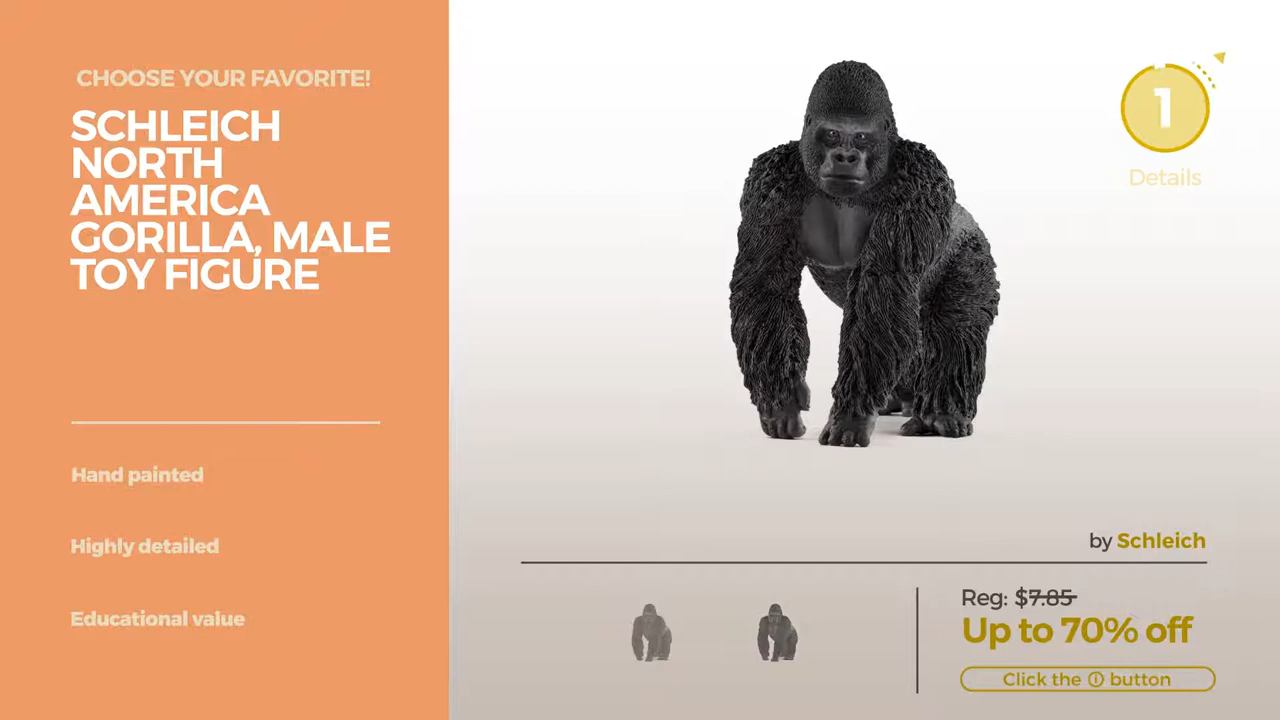 CHOOSE YOUR FAVORITE!
SCHLEICH
NORTH
AMERICA
GORILLA, MALE
TOY FIGURE
Hand painted
Highly detailed
Educational value
1
Details
by Schleich
Reg: $7.85
Up to 70% off
Click the ⓘ button